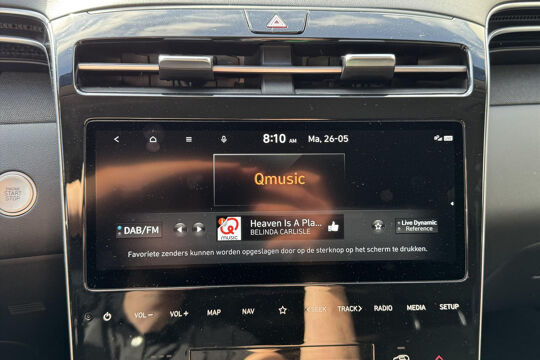 8:10 AM Ma, 26-05
Qmusic
ENGINE
START
STOP
DAB/FM
Q
music
Heaven Is A Pla...
BELINDA CARLISLE
Live Dynamic
Reference
Favoriete zenders kunnen worden opgeslagen door op de sterknop op het scherm te drukken.
VOL − VOL + MAP NAV <SEEK TRACK> RADIO MEDIA SETUP